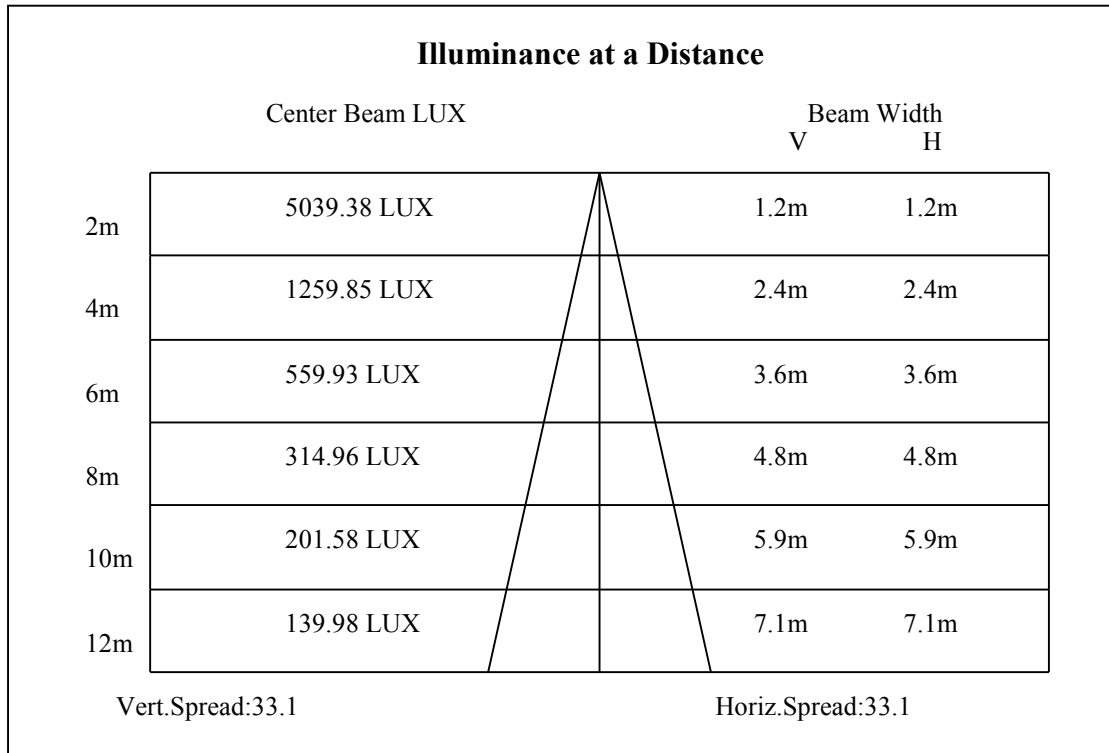 Illuminance at a Distance
Center Beam LUX Beam Width
V H
5039.38 LUX 1.2m 1.2m
2m
1259.85 LUX 2.4m 2.4m
4m
559.93 LUX 3.6m 3.6m
6m
314.96 LUX 4.8m 4.8m
8m
201.58 LUX 5.9m 5.9m
10m
139.98 LUX 7.1m 7.1m
12m
Vert.Spread:33.1 Horiz.Spread:33.1